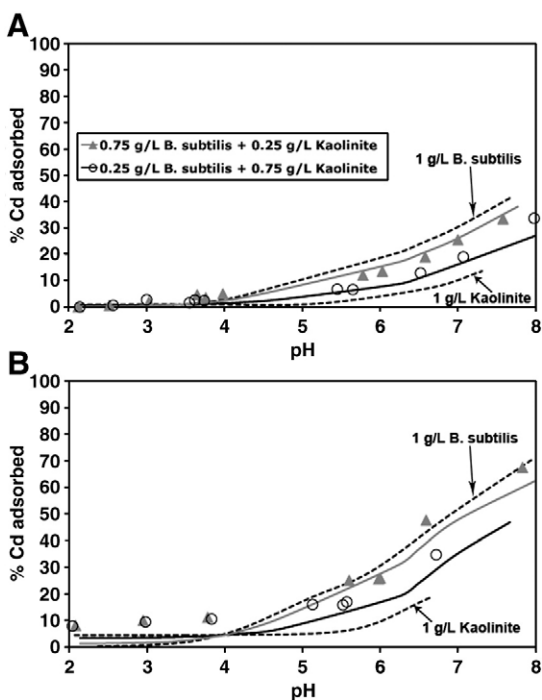 A
100
90
80
70
60
50
40
30
20
10
0
% Cd adsorbed
0.75 g/L B. subtilis + 0.25 g/L Kaolinite
0.25 g/L B. subtilis + 0.75 g/L Kaolinite
1 g/L B. subtilis
1 g/L Kaolinite
2 3 4 5 6 7 8
pH
B
100
90
80
70
60
50
40
30
20
10
0
% Cd adsorbed
1 g/L B. subtilis
1 g/L Kaolinite
2 3 4 5 6 7 8
pH